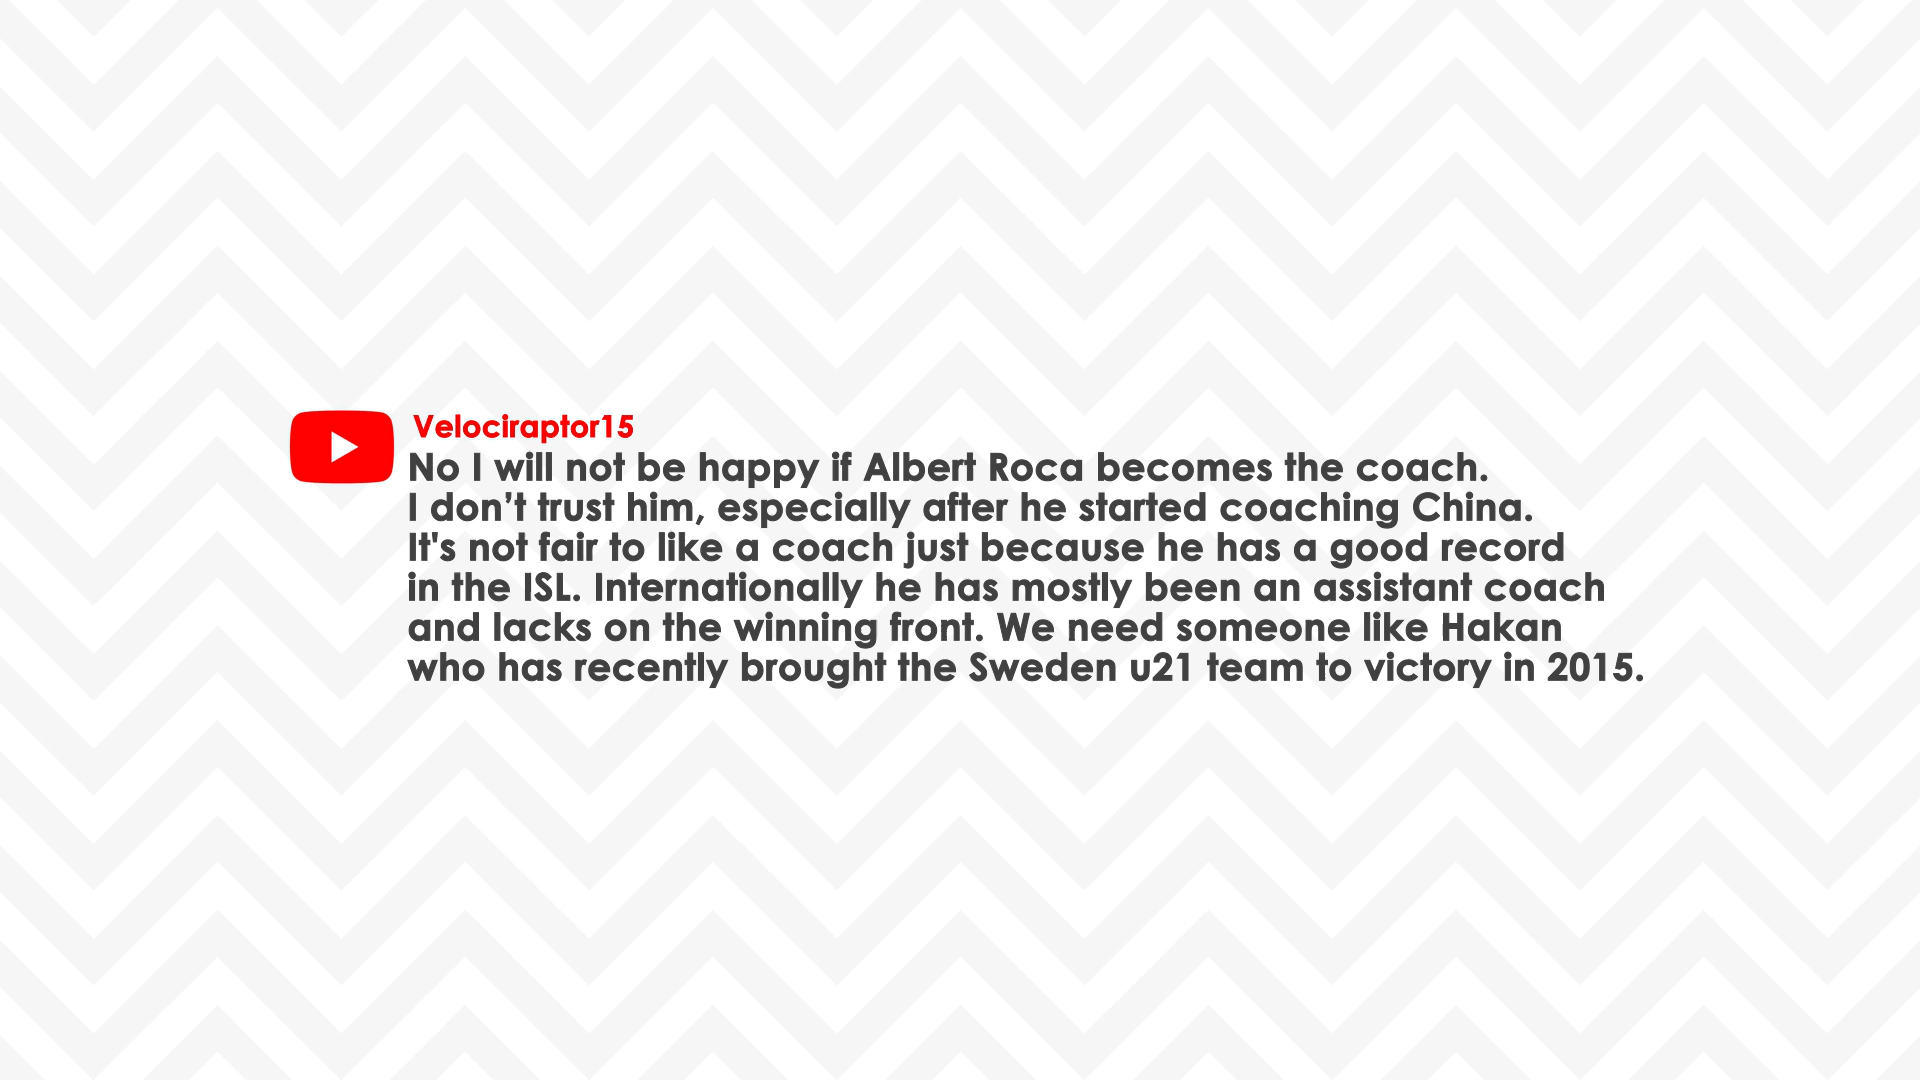 Velociraptor15
No I will not be happy if Albert Roca becomes the coach.
I don’t trust him, especially after he started coaching China.
It's not fair to like a coach just because he has a good record
in the ISL. Internationally he has mostly been an assistant coach
and lacks on the winning front. We need someone like Hakan
who has recently brought the Sweden u21 team to victory in 2015.